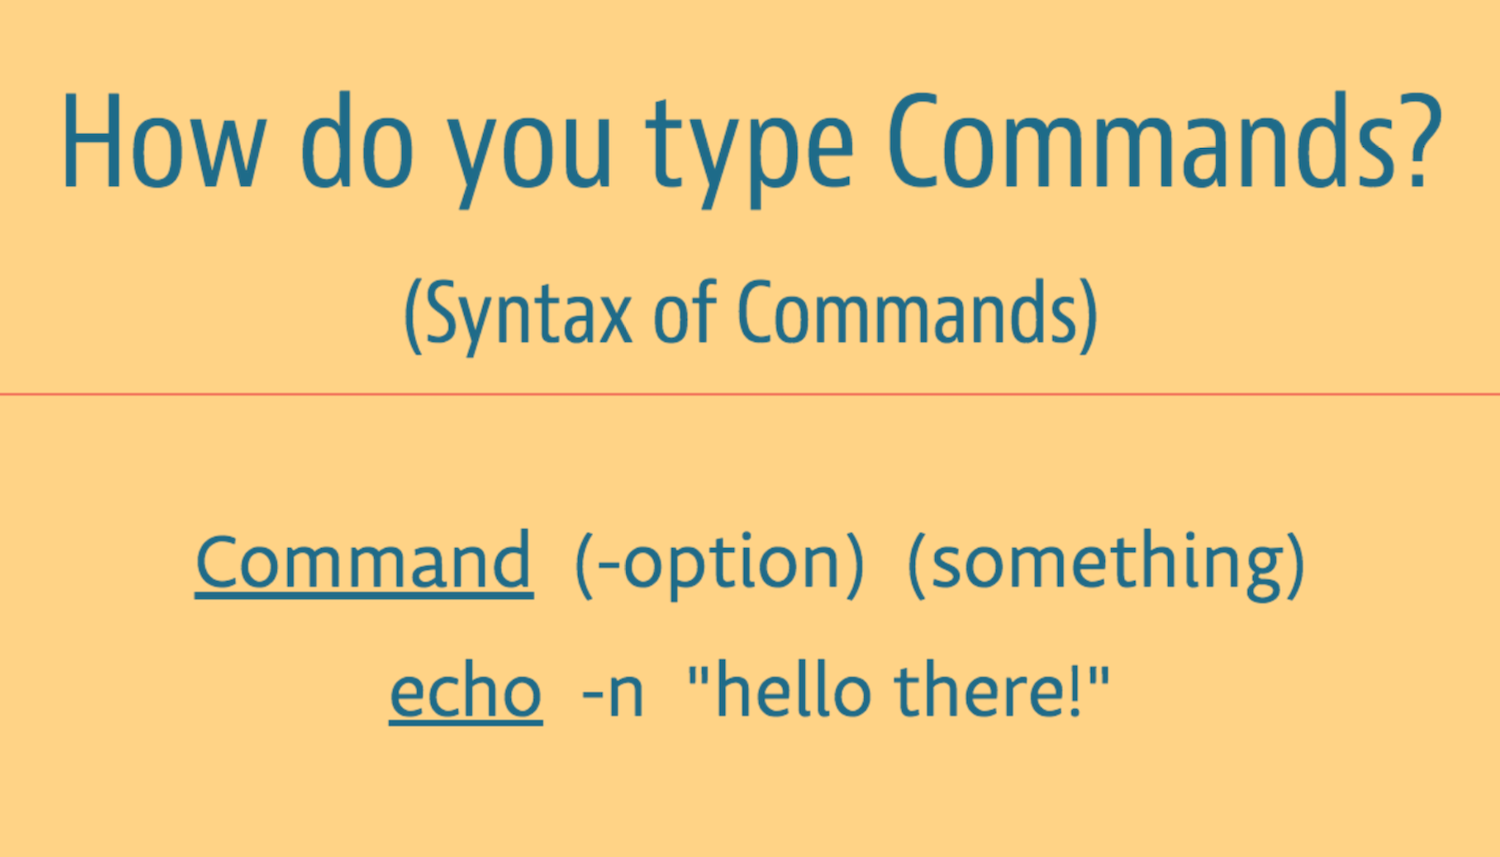 How do you type Commands?
(Syntax of Commands)
Command (-option) (something)
echo -n "hello there!"